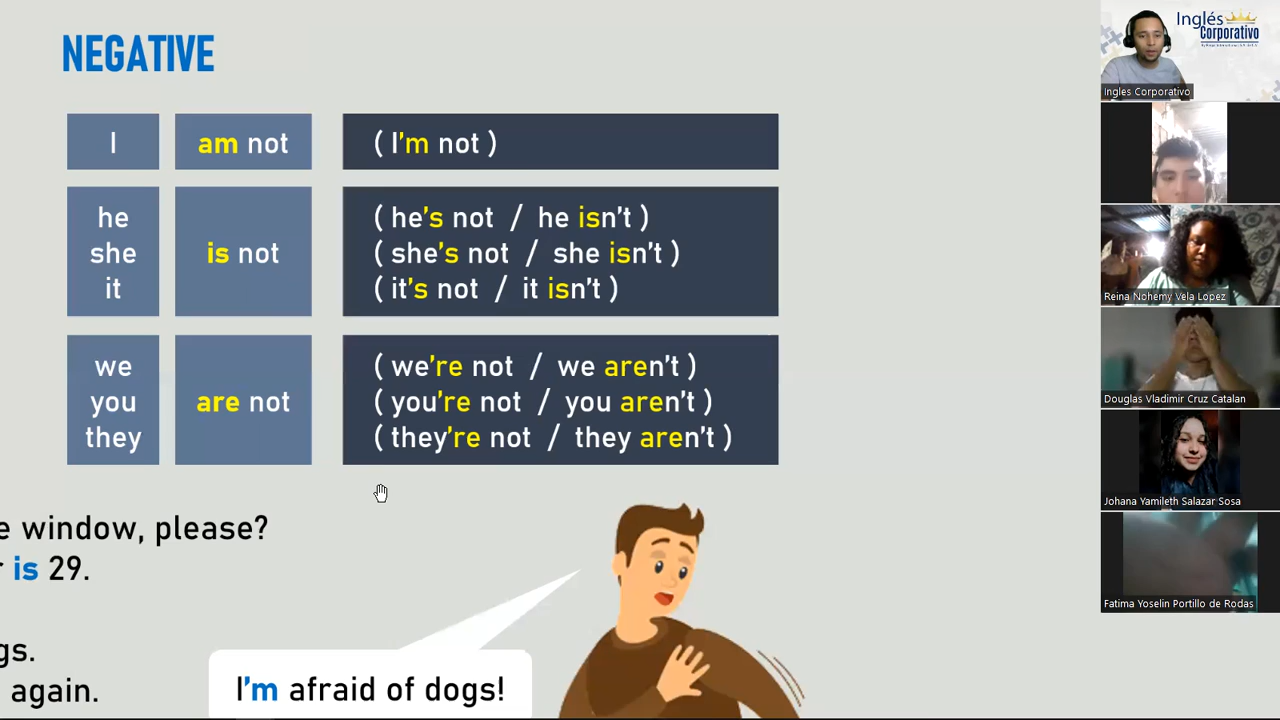 NEGATIVE
I
am not
( I'm not )
he
she
it
is not
( he's not / he isn't )
( she's not / she isn't )
( it's not / it isn't )
we
you
they
are not
( we're not / we aren't )
( you're not / you aren't )
( they're not / they aren't )
e window, please?
is 29.
gs.
again.
I'm afraid of dogs!
Inglés
Corporativo
Ingles Corporativo
Reina Nohemy Vela Lopez
Douglas Vladimir Cruz Catalan
Johana Yamileth Salazar Sosa
Fatima Yoselin Portillo de Rodas